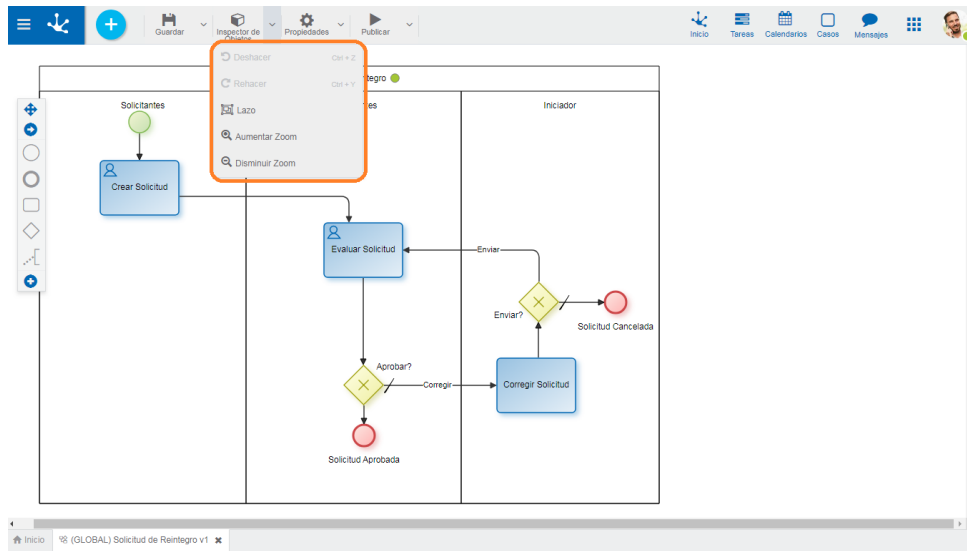 Guardar
Inspector de
Objetos
Propiedades
Publicar
Inicio
Tareas
Calendarios
Casos
Mensajes
Deshacer Ctrl + Z
Rehacer Ctrl + Y
Lazo
Aumentar Zoom
Disminuir Zoom
Solicitantes
Iniciador
Crear Solicitud
Evaluar Solicitud
Enviar
Enviar?
Solicitud Cancelada
Aprobar?
Corregir
Corregir Solicitud
Solicitud Aprobada
Inicio
(GLOBAL) Solicitud de Reintegro v1